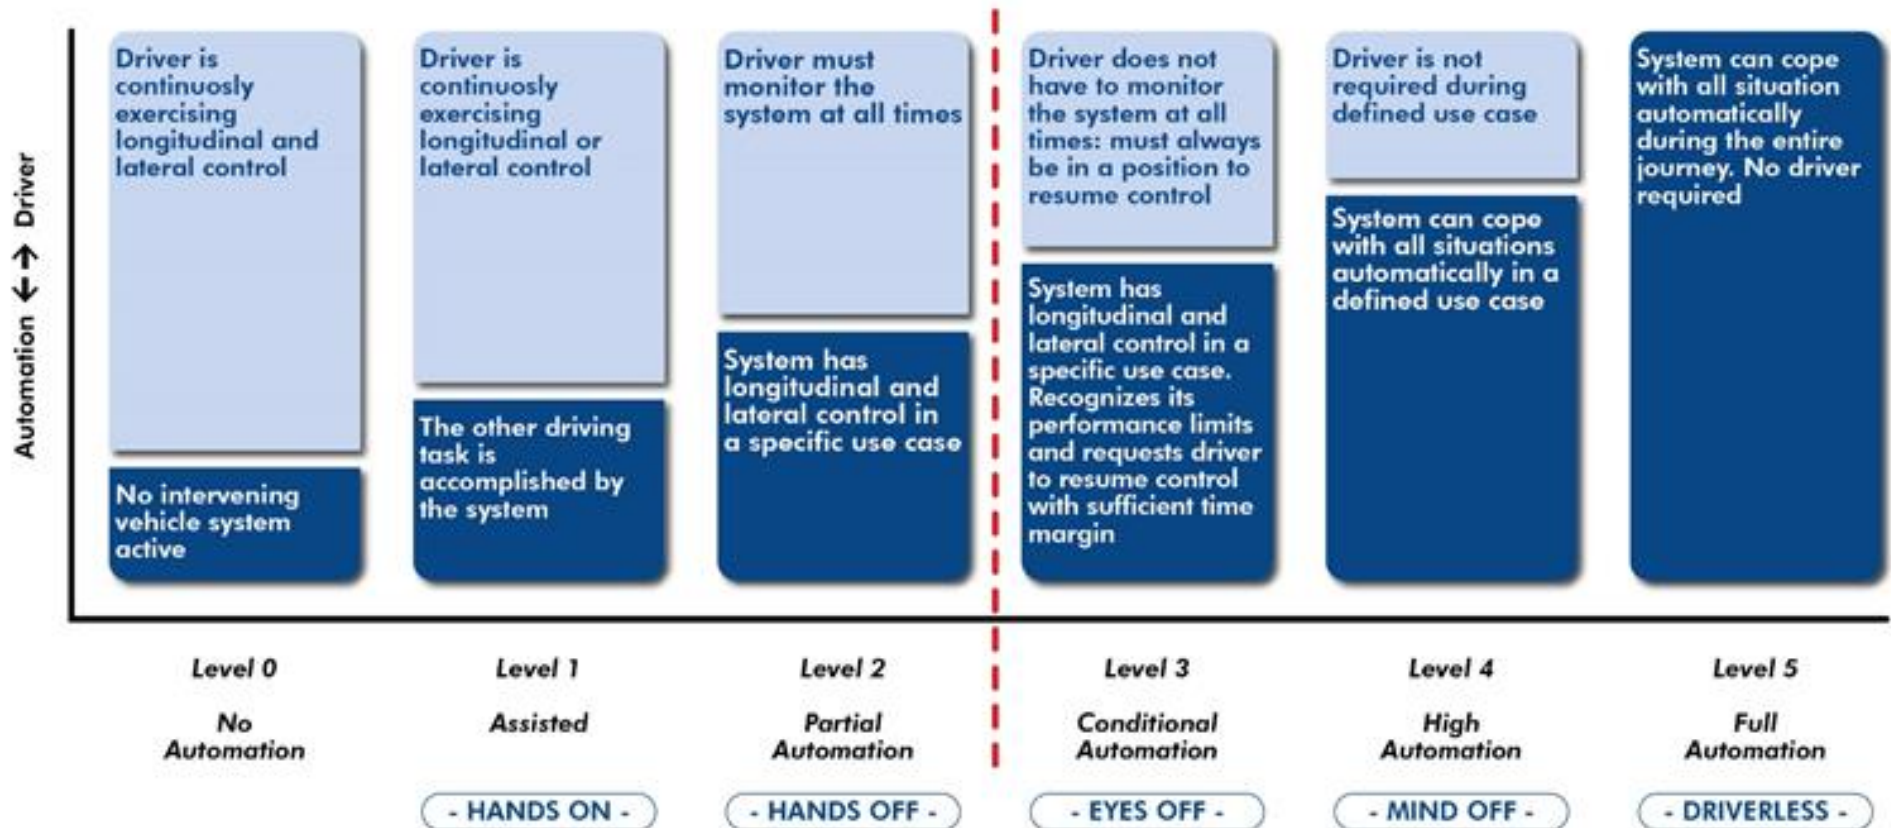 Automation ←→ Driver
Driver is
continuosly
exercising
longitudinal and
lateral control
No intervening
vehicle system
active
Driver is
continuosly
exercising
longitudinal or
lateral control
The other driving
task is
accomplished by
the system
Driver must
monitor the
system at all times
System has
longitudinal and
lateral control in
a specific use case
Driver does not
have to monitor
the system at all
times: must always
be in a position to
resume control
System has
longitudinal and
lateral control in a
specific use case.
Recognizes its
performance limits
and requests driver
to resume control
with sufficient time
margin
Driver is not
required during
defined use case
System can cope
with all situations
automatically in a
defined use case
System can cope
with all situation
automatically
during the entire
journey. No driver
required
Level 0
No
Automation
Level 1
Assisted
- HANDS ON -
Level 2
Partial
Automation
- HANDS OFF -
Level 3
Conditional
Automation
- EYES OFF -
Level 4
High
Automation
- MIND OFF -
Level 5
Full
Automation
- DRIVERLESS -